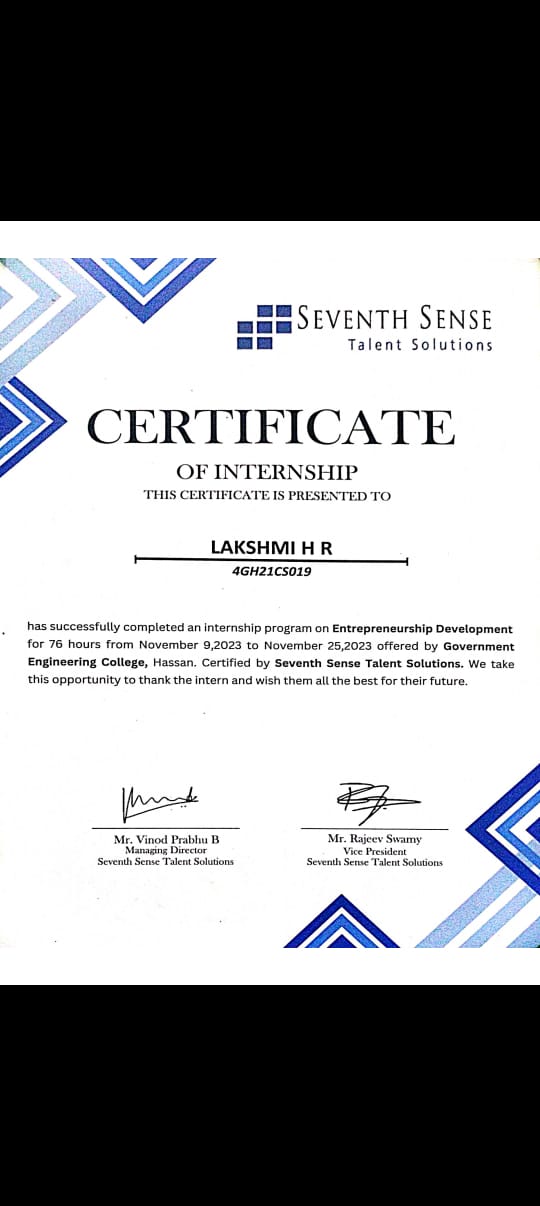 SEVENTH SENSE
Talent Solutions
CERTIFICATE
OF INTERNSHIP
THIS CERTIFICATE IS PRESENTED TO
LAKSHMI H R
4GH21CS019
has successfully completed an internship program on Entrepreneurship Development
for 76 hours from November 9,2023 to November 25,2023 offered by Government
Engineering College, Hassan. Certified by Seventh Sense Talent Solutions. We take
this opportunity to thank the intern and wish them all the best for their future.
Mr. Vinod Prabhu B
Managing Director
Seventh Sense Talent Solutions
Mr. Rajeev Swamy
Vice President
Seventh Sense Talent Solutions